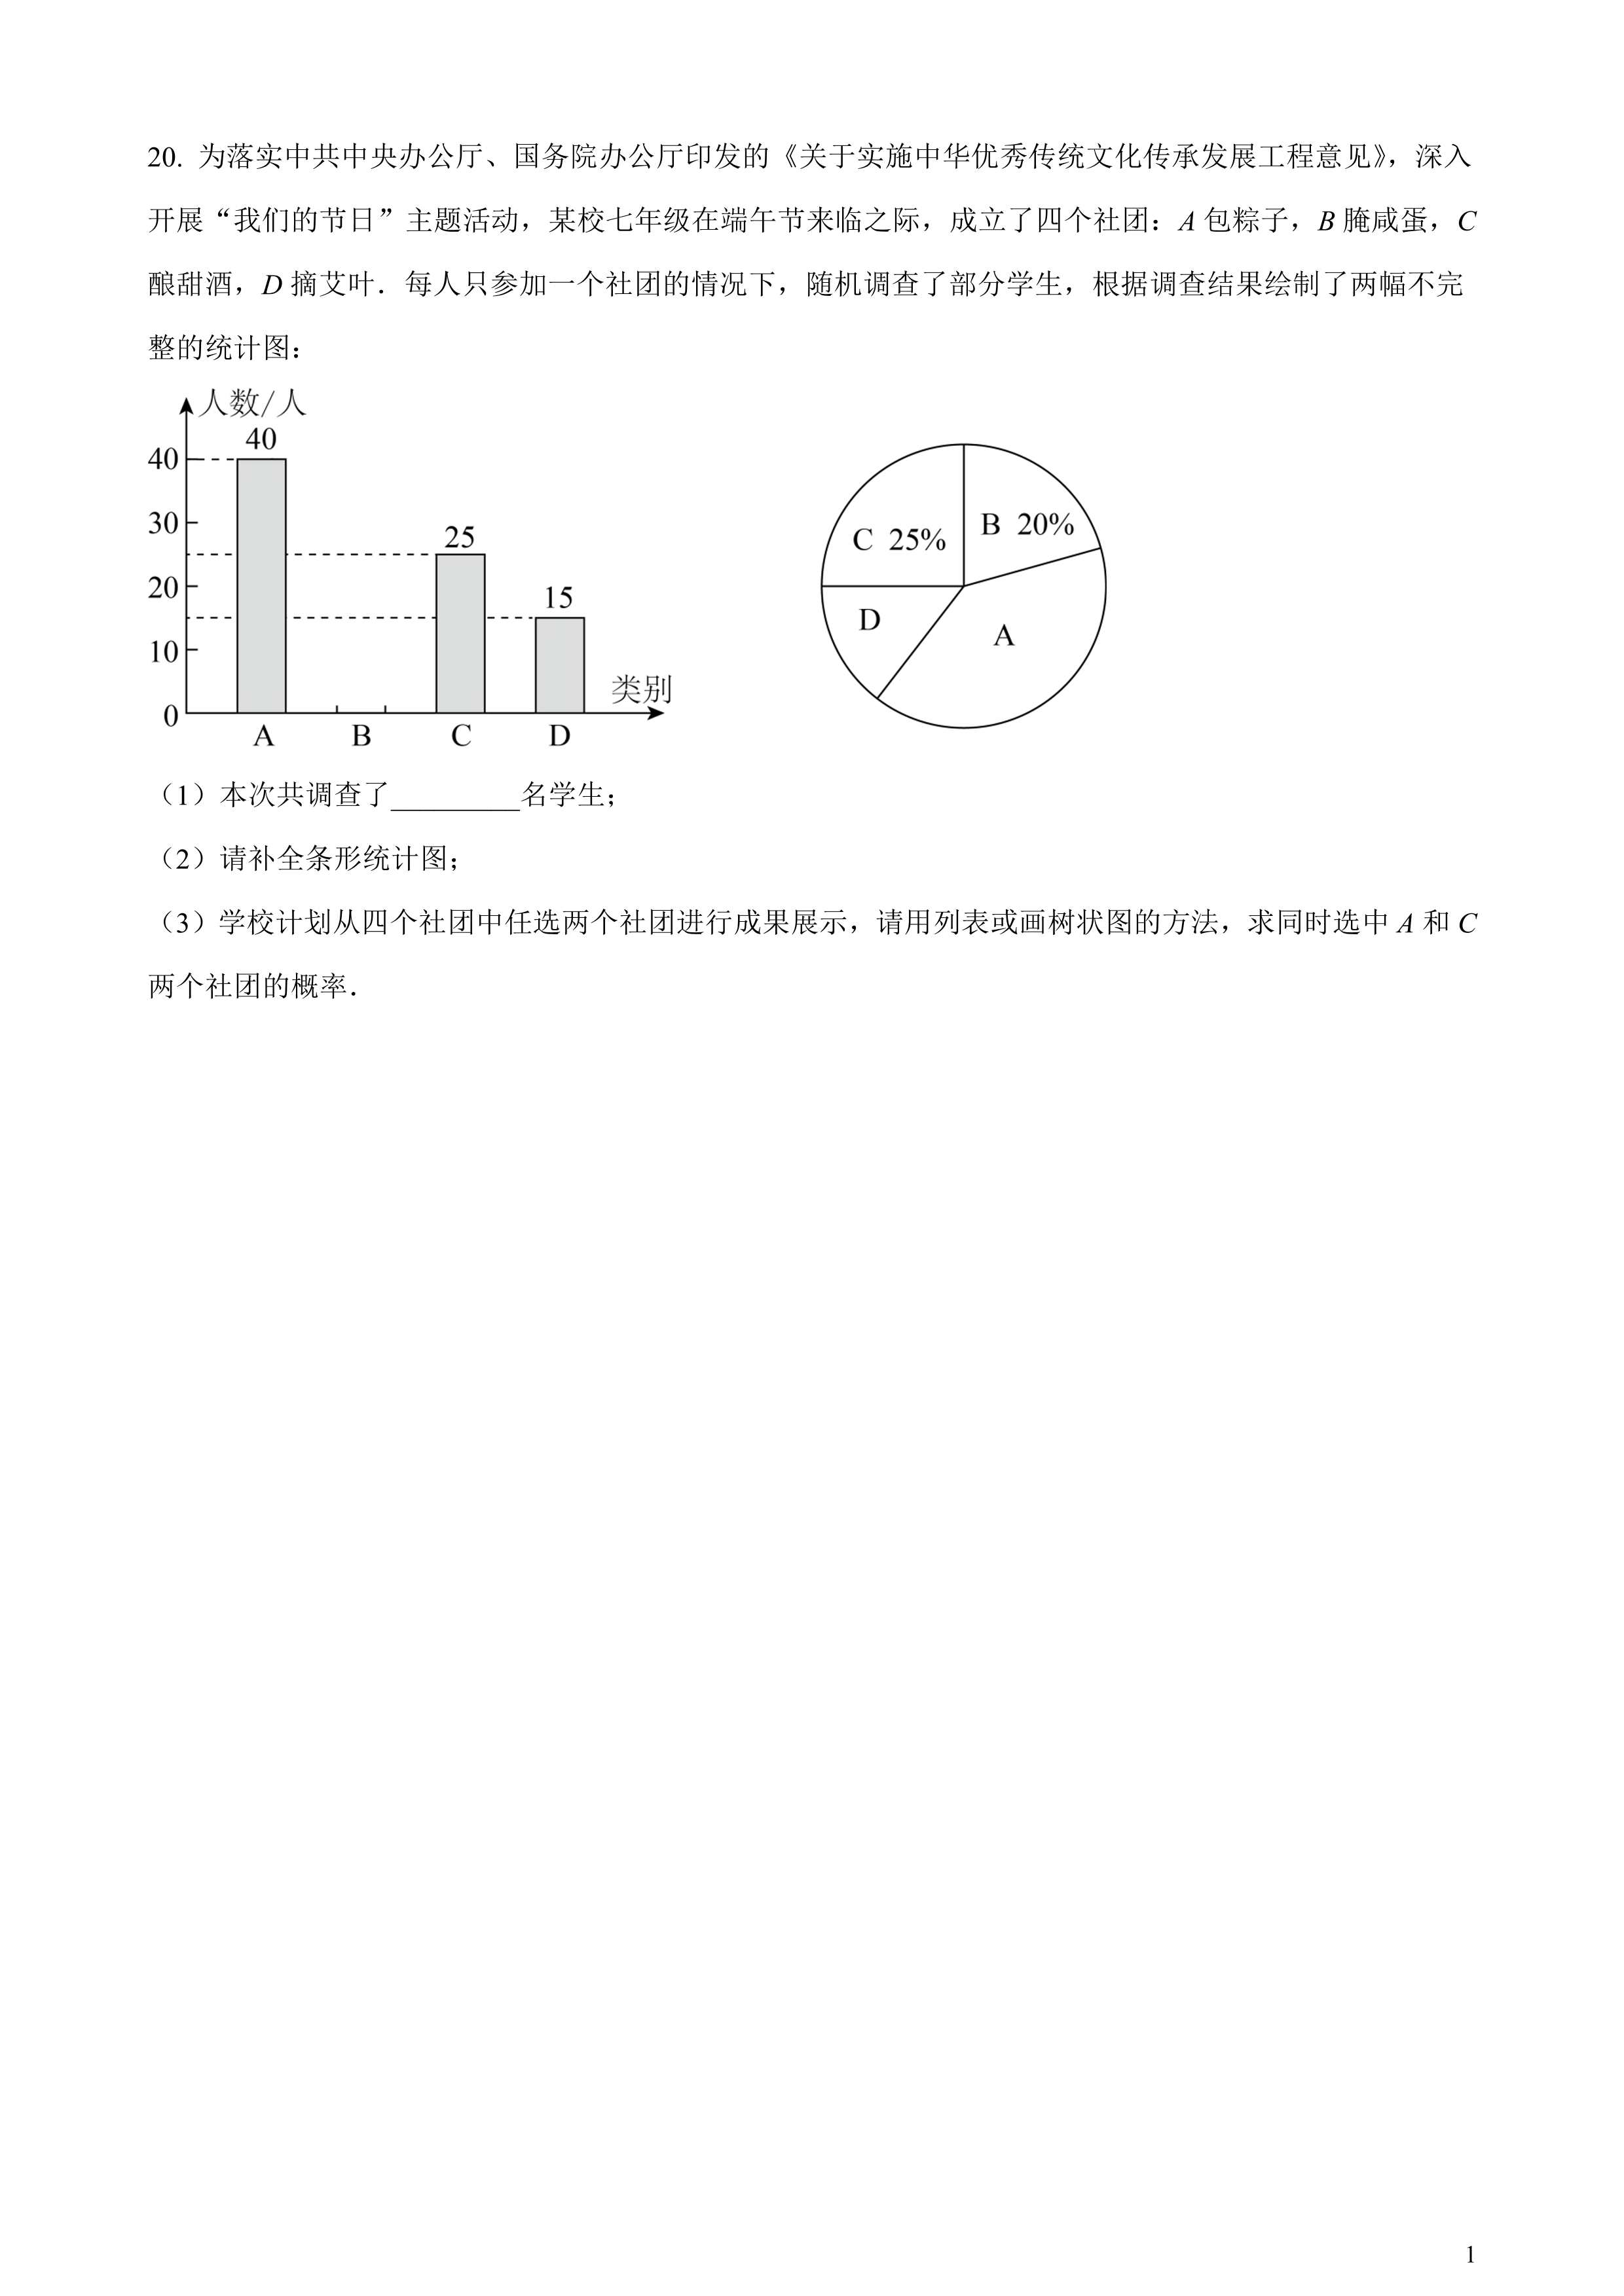 20. 为落实中共中央办公厅、国务院办公厅印发的《关于实施中华优秀传统文化传承发展工程意见》，深入
开展“我们的节日”主题活动，某校七年级在端午节来临之际，成立了四个社团：A 包粽子，B 腌咸蛋，C
酿甜酒，D 摘艾叶．每人只参加一个社团的情况下，随机调查了部分学生，根据调查结果绘制了两幅不完
整的统计图：
人数/人
40
40
30
25
20
15
10
0
类别
A B C D
C 25%
B 20%
D
A
（1）本次共调查了_________名学生；
（2）请补全条形统计图；
（3）学校计划从四个社团中任选两个社团进行成果展示，请用列表或画树状图的方法，求同时选中 A 和 C
两个社团的概率．
1